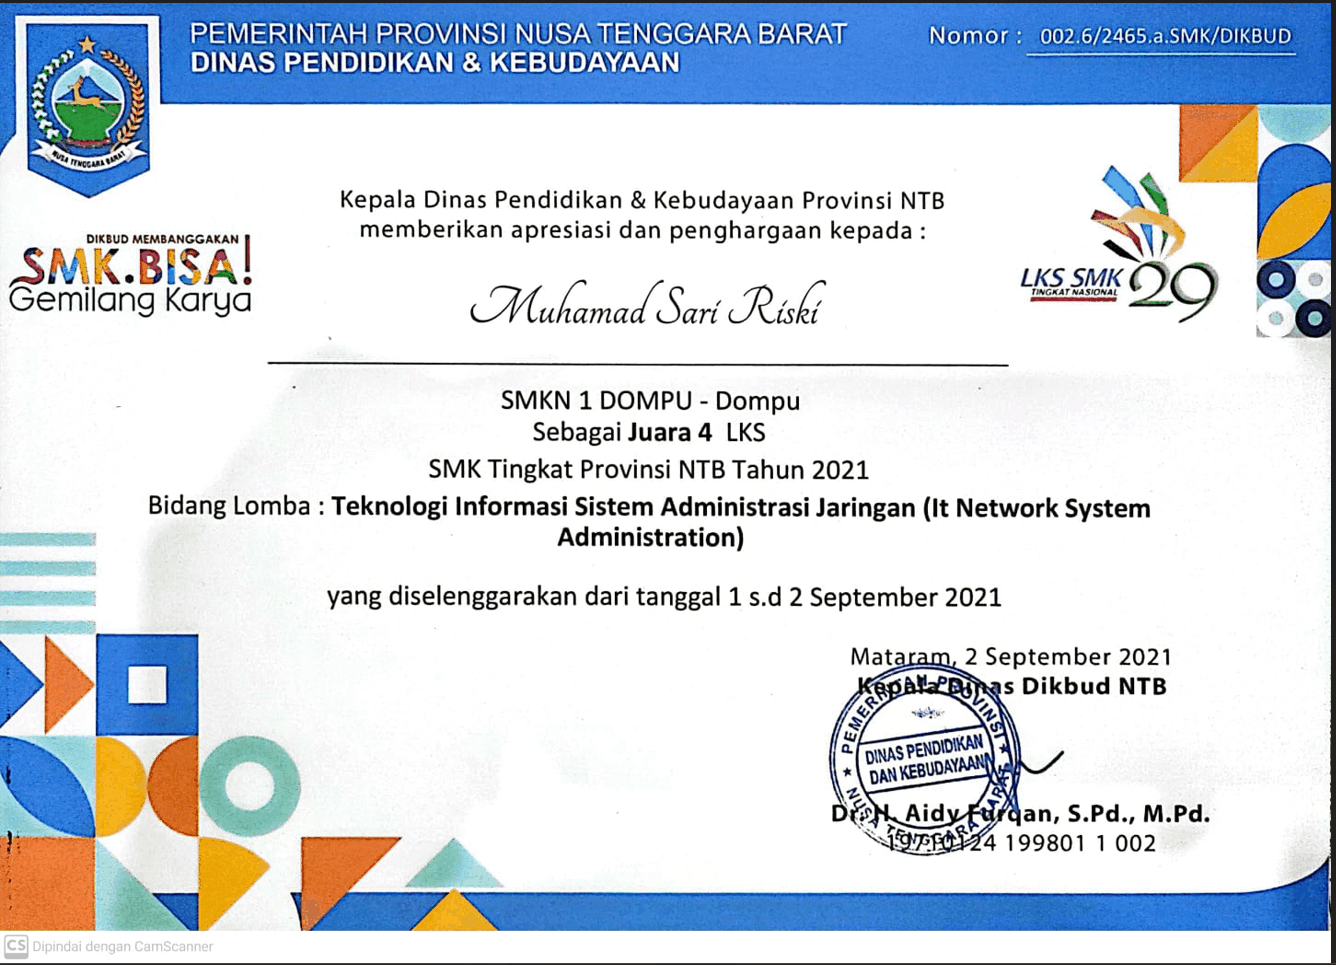 PEMERINTAH PROVINSI NUSA TENGGARA BARAT
DINAS PENDIDIKAN & KEBUDAYAAN
Nomor : 002.6/2465.a.SMK/DIKBUD
NUSA TENGGARA BARAT
DIKBUD MEMBANGGAKAN
SMK.BISA!
Gemilang Karya
Kepala Dinas Pendidikan & Kebudayaan Provinsi NTB
memberikan apresiasi dan penghargaan kepada :
LKS SMK 29
TINGKAT NASIONAL
Muhamad Sari Riski
SMKN 1 DOMPU - Dompu
Sebagai Juara 4 LKS
SMK Tingkat Provinsi NTB Tahun 2021
Bidang Lomba : Teknologi Informasi Sistem Administrasi Jaringan (It Network System
Administration)
yang diselenggarakan dari tanggal 1 s.d 2 September 2021
Mataram, 2 September 2021
Kepala Dinas Dikbud NTB
PEMERINTAH PROVINSI
DINAS PENDIDIKAN
DAN KEBUDAYAAN
NUSA TENGGARA BARAT
Dr. H. Aidy Furqan, S.Pd., M.Pd.
19710124 199801 1 002
CS Dipindai dengan CamScanner